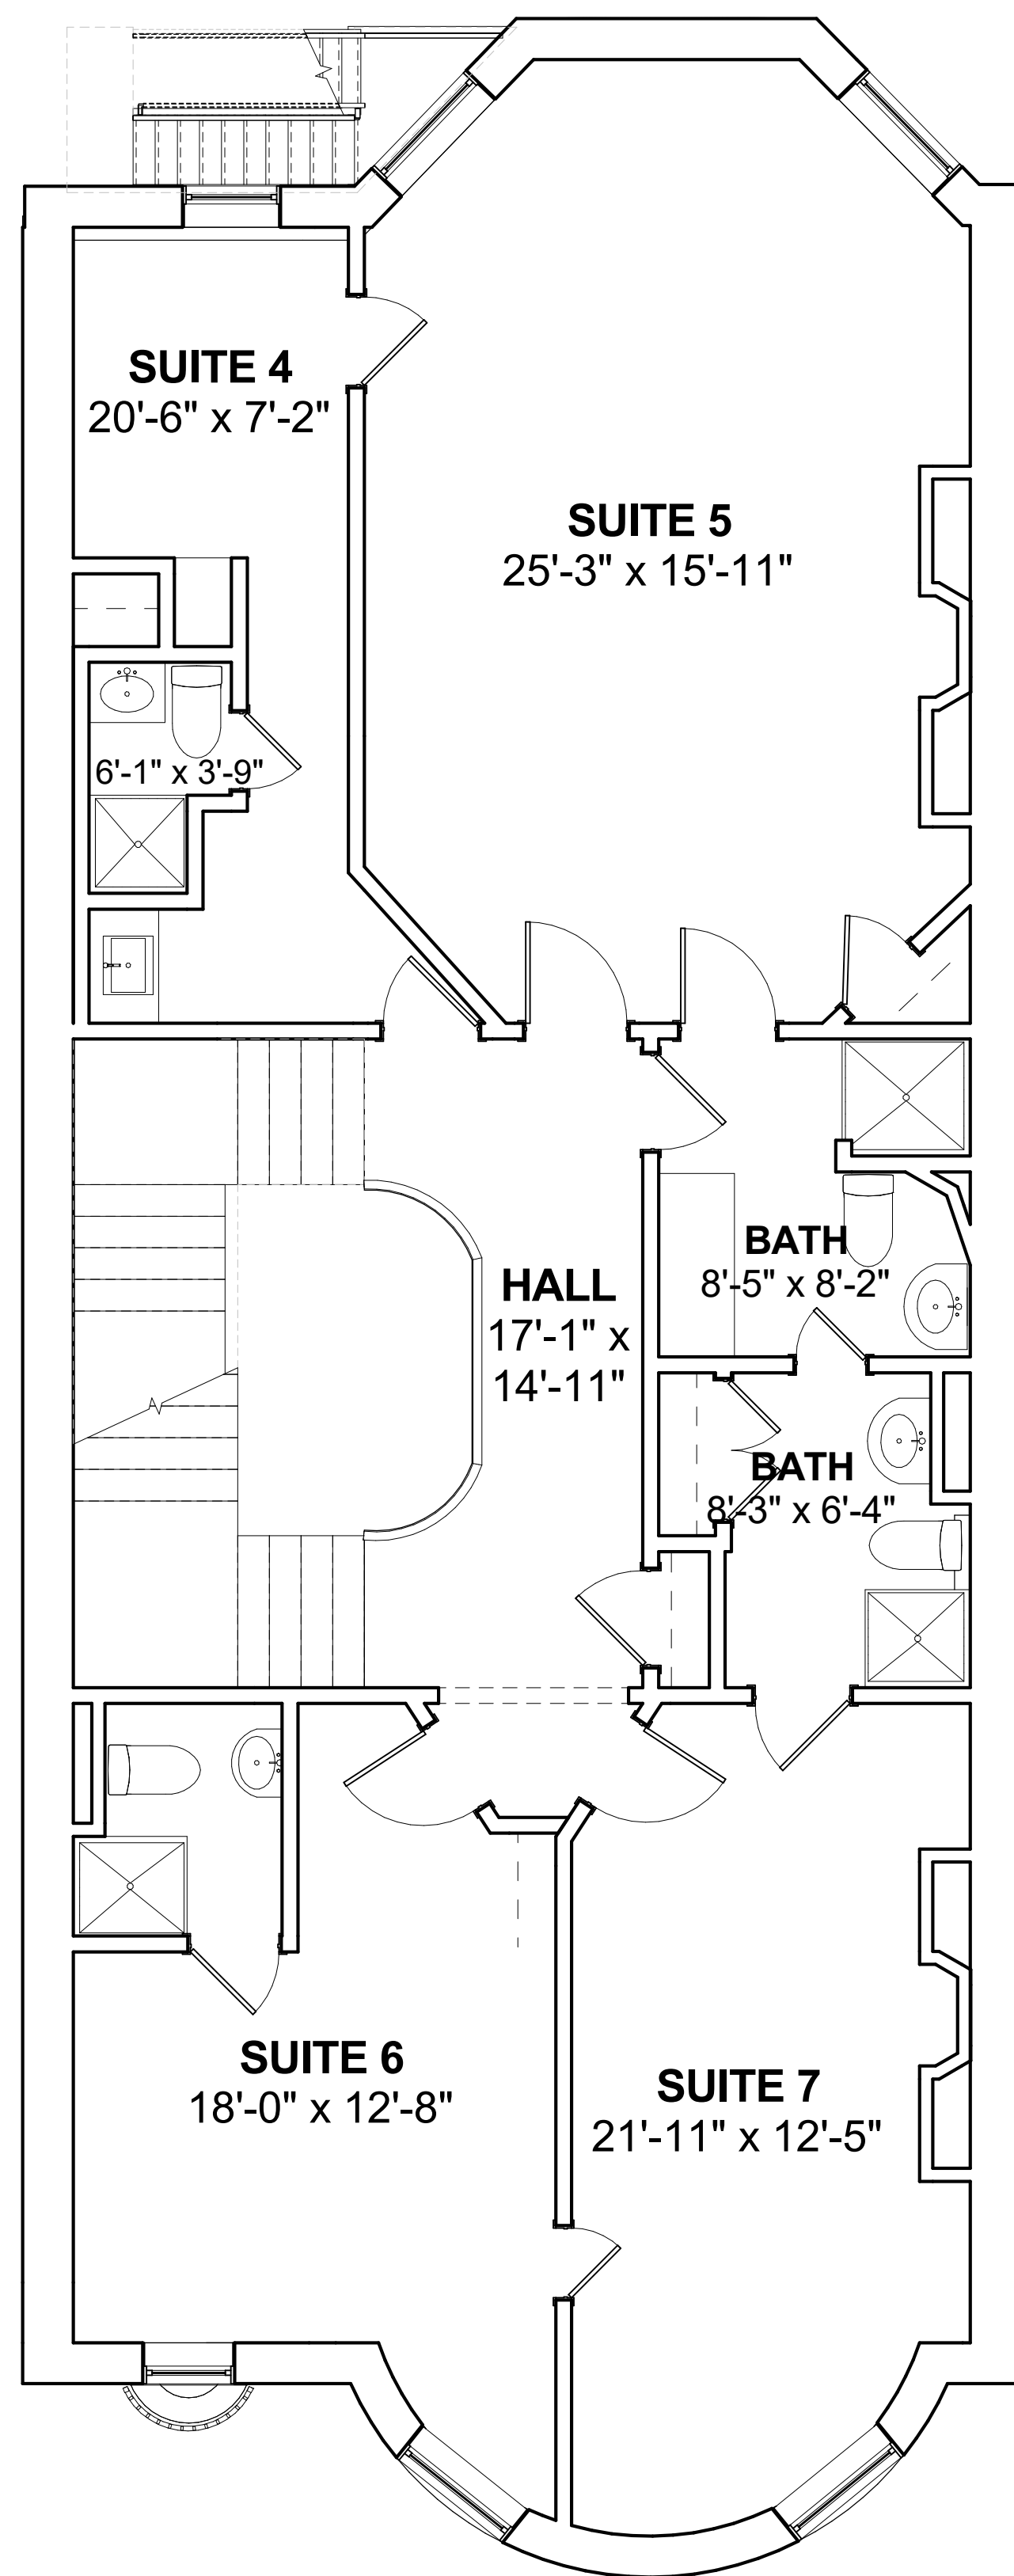 SUITE 4
20'-6" x 7'-2"
SUITE 5
25'-3" x 15'-11"
6'-1" x 3'-9"
BATH
8'-5" x 8'-2"
HALL
17'-1" x
14'-11"
BATH
8'-3" x 6'-4"
SUITE 6
18'-0" x 12'-8"
SUITE 7
21'-11" x 12'-5"